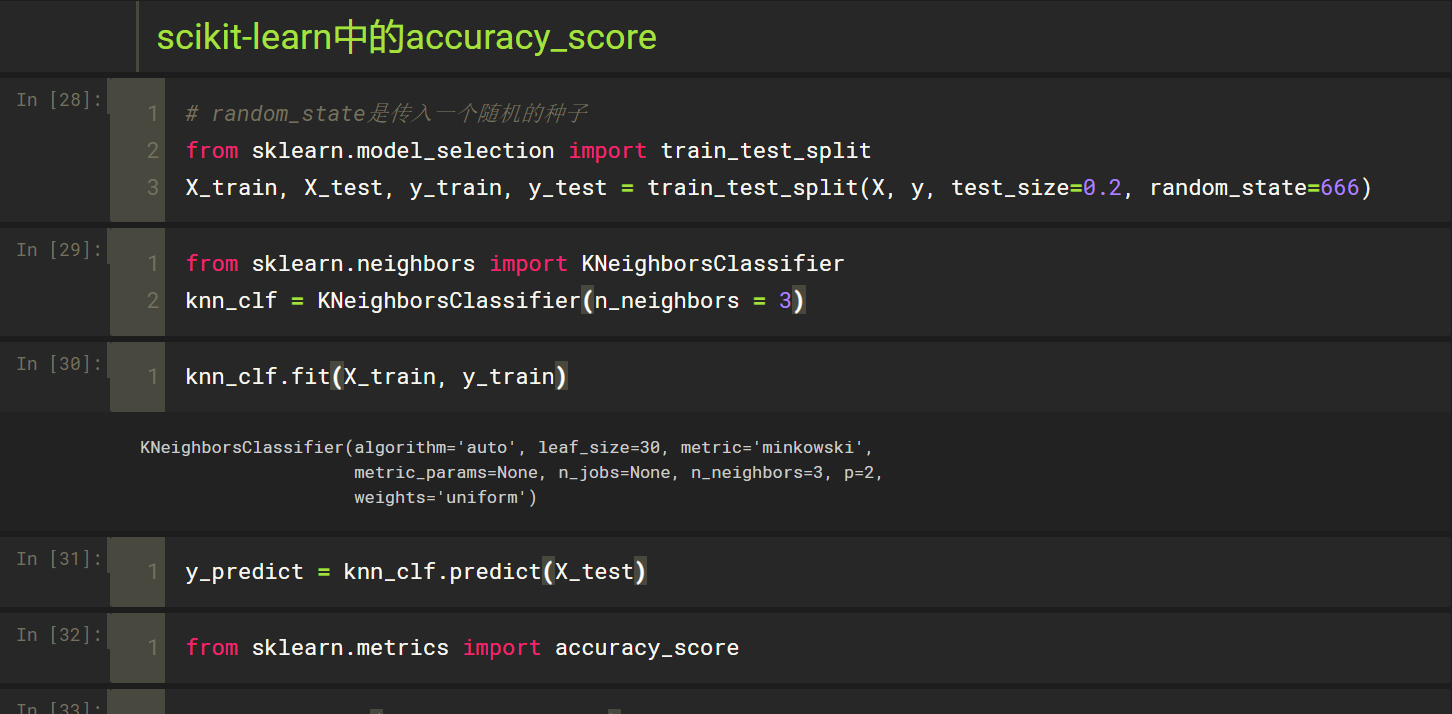 scikit-learn中的accuracy_score
In [28]:
1 # random_state是传入一个随机的种子
2 from sklearn.model_selection import train_test_split
3 X_train, X_test, y_train, y_test = train_test_split(X, y, test_size=0.2, random_state=666)
In [29]:
1 from sklearn.neighbors import KNeighborsClassifier
2 knn_clf = KNeighborsClassifier(n_neighbors = 3)
In [30]:
1 knn_clf.fit(X_train, y_train)
KNeighborsClassifier(algorithm='auto', leaf_size=30, metric='minkowski',
metric_params=None, n_jobs=None, n_neighbors=3, p=2,
weights='uniform')
In [31]:
1 y_predict = knn_clf.predict(X_test)
In [32]:
1 from sklearn.metrics import accuracy_score
In [33]: